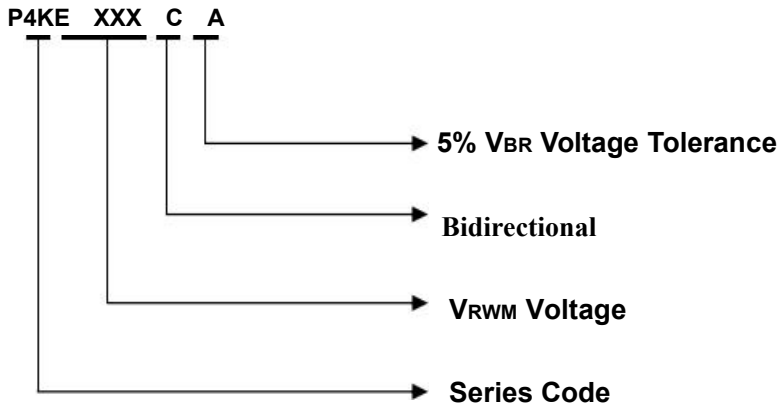 P4KE XXX C A
5% VBR Voltage Tolerance
Bidirectional
VRWM Voltage
Series Code